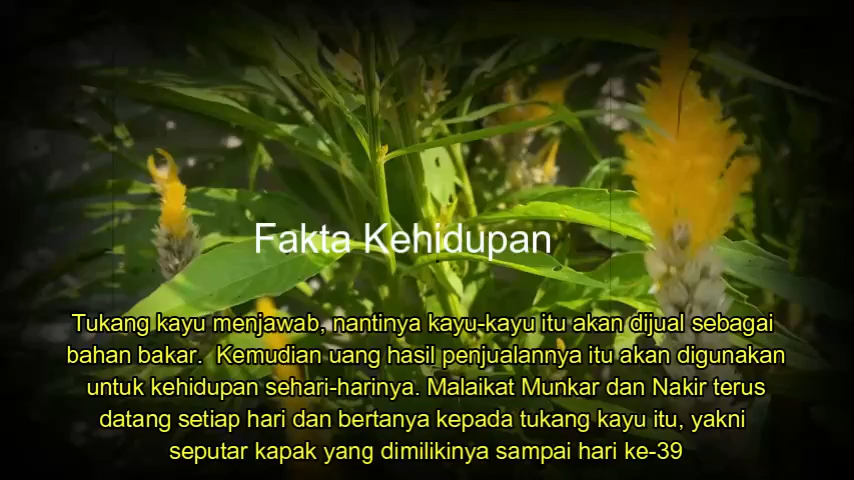 Fakta Kehidupan
Tukang kayu menjawab, nantinya kayu-kayu itu akan dijual sebagai
bahan bakar.  Kemudian uang hasil penjualannya itu akan digunakan
untuk kehidupan sehari-harinya. Malaikat Munkar dan Nakir terus
datang setiap hari dan bertanya kepada tukang kayu itu, yakni
seputar kapak yang dimilikinya sampai hari ke-39